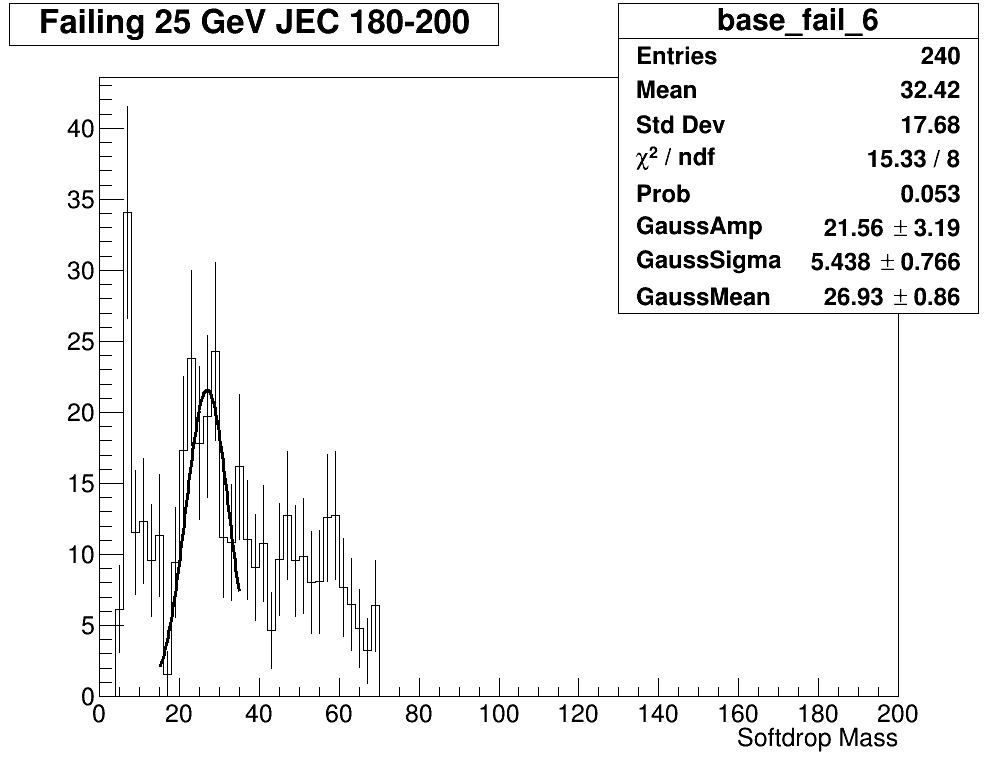 Failing 25 GeV JEC 180-200
base_fail_6
Entries 240
Mean 32.42
Std Dev 17.68
χ² / ndf 15.33 / 8
Prob 0.053
GaussAmp 21.56 ± 3.19
GaussSigma 5.438 ± 0.766
GaussMean 26.93 ± 0.86
40
35
30
25
20
15
10
5
0
0 20 40 60 80 100 120 140 160 180 200
Softdrop Mass